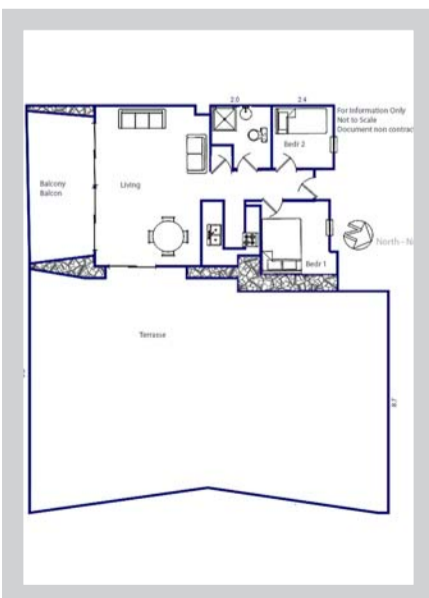 2.0
2.4
For Information Only
Not to Scale
Document non contrac
Bedr 2
Balcony
Balcon
Living
North - N
Bedr 1
Terrasse
8.7